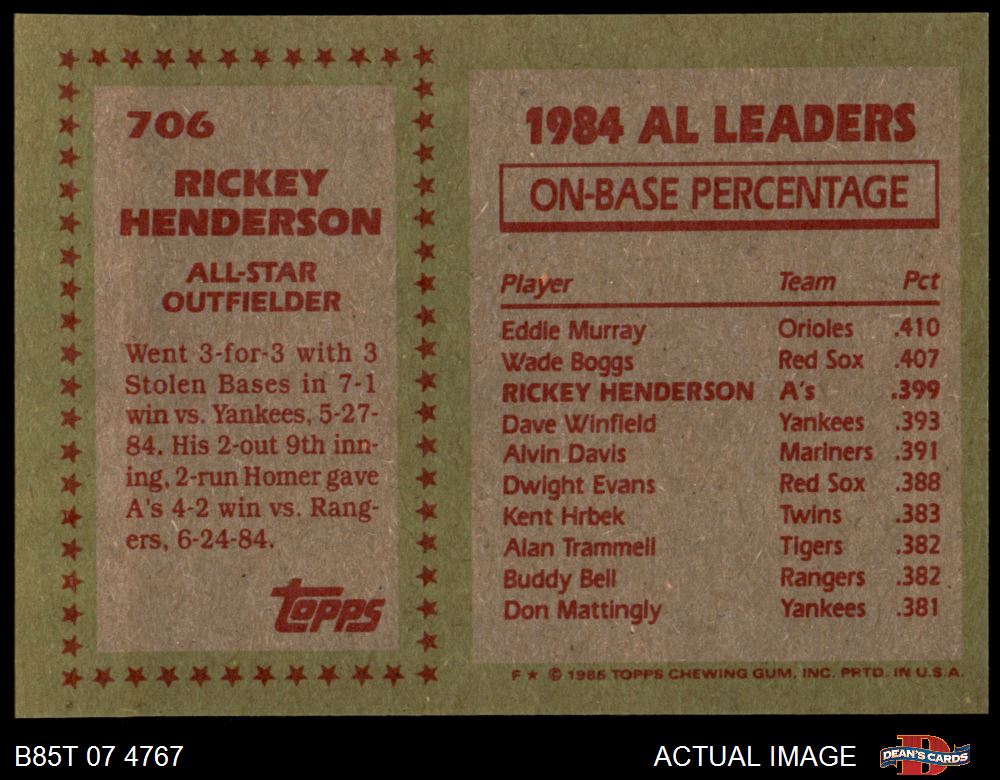 706
RICKEY
HENDERSON
ALL-STAR
OUTFIELDER
Went 3-for-3 with 3
Stolen Bases in 7-1
win vs. Yankees, 5-27-
84. His 2-out 9th inn-
ing, 2-run Homer gave
A's 4-2 win vs. Rang-
ers, 6-24-84.
topps
1984 AL LEADERS
ON-BASE PERCENTAGE
Player Team Pct
Eddie Murray Orioles .410
Wade Boggs Red Sox .407
RICKEY HENDERSON A's .399
Dave Winfield Yankees .393
Alvin Davis Mariners .391
Dwight Evans Red Sox .388
Kent Hrbek Twins .383
Alan Trammell Tigers .382
Buddy Bell Rangers .382
Don Mattingly Yankees .381
F ★ © 1985 TOPPS CHEWING GUM, INC. PRTD. IN U.S.A.
B85T 07 4767 ACTUAL IMAGE
D
DEAN'S CARDS